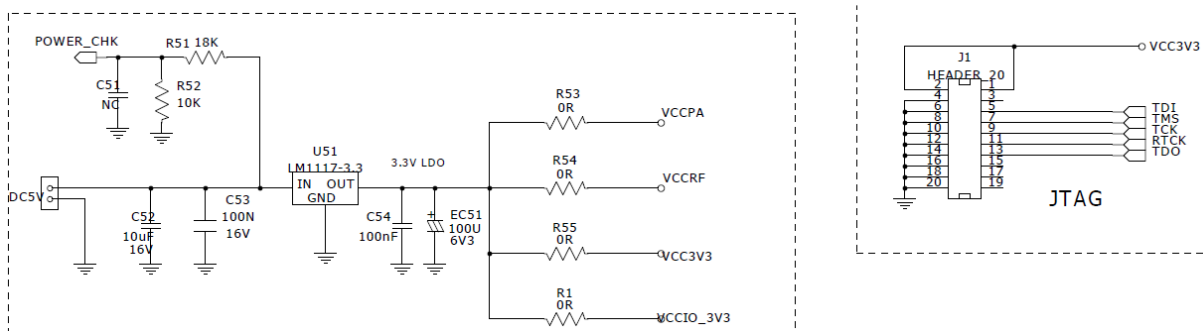 POWER_CHK
R51 18K
C51
NC
R52
10K
U51
LM1117-3.3
3.3V LDO
IN OUT
GND
DC5V
C52
10uF
16V
C53
100N
16V
C54
100nF
EC51
+
100U
6V3
R53
0R
VCCPA
R54
0R
VCCRF
R55
0R
VCC3V3
R1
0R
VCCIO_3V3
VCC3V3
J1
HEADER_20
2 1
4 3
6 5
8 7
10 9
12 11
14 13
16 15
18 17
20 19
TDI
TMS
TCK
RTCK
TDO
JTAG